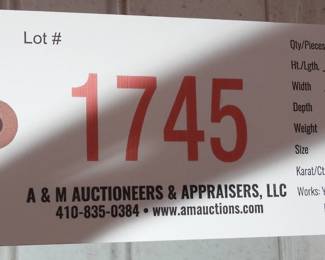 Lot #
1745
A & M AUCTIONEERS & APPRAISERS, LLC
410-835-0384 • www.amauctions.com
Qty/Pieces
Ht./Lgth.
Width
Depth
Weight
Size
Karat/Ct
Works: Y